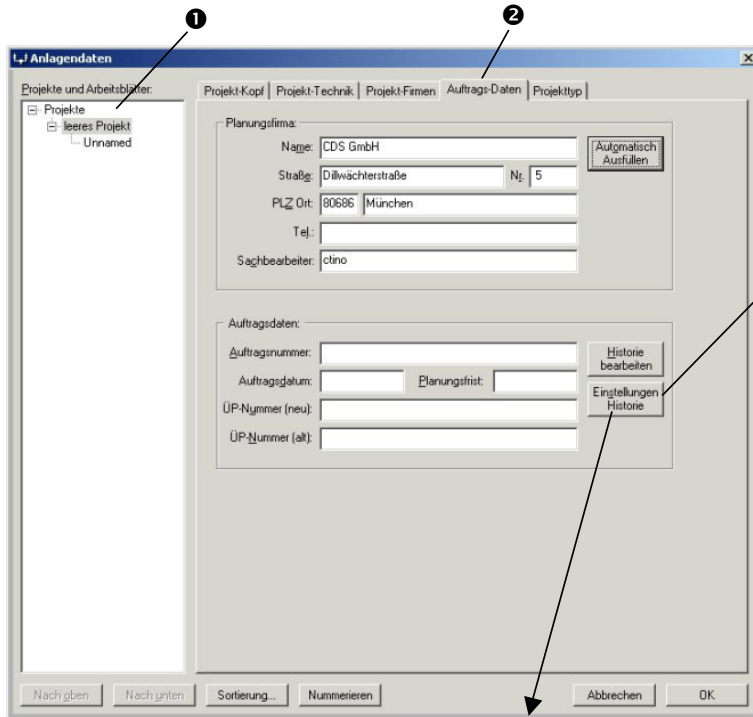 ❶ ❷
Anlagendaten
Projekte und Arbeitsblätter:
Projekte
leeres Projekt
Unnamed
Projekt-Kopf Projekt-Technik Projekt-Firmen Auftrags-Daten Projekttyp
Planungsfirma:
Name: CDS GmbH
Automatisch Ausfüllen
Straße: Dillwächterstraße Nr. 5
PLZ Ort: 80686 München
Tel.:
Sachbearbeiter: ctino
Auftragsdaten:
Auftragsnummer:
Historie bearbeiten
Auftragsdatum: Planungsfrist:
Einstellungen Historie
ÜP-Nummer (neu):
ÜP-Nummer (alt):
Nach oben Nach unten Sortierung... Nummerieren Abbrechen OK